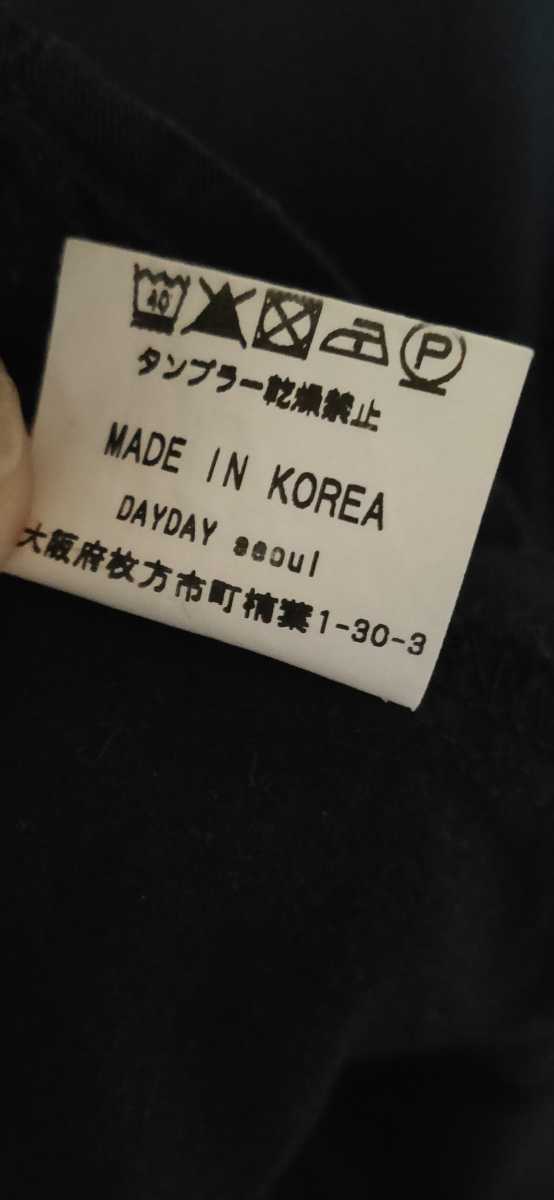 40 P
タンブラー乾燥禁止
MADE IN KOREA
DAYDAY seoul
大阪府枚方市町楠葉1-30-3